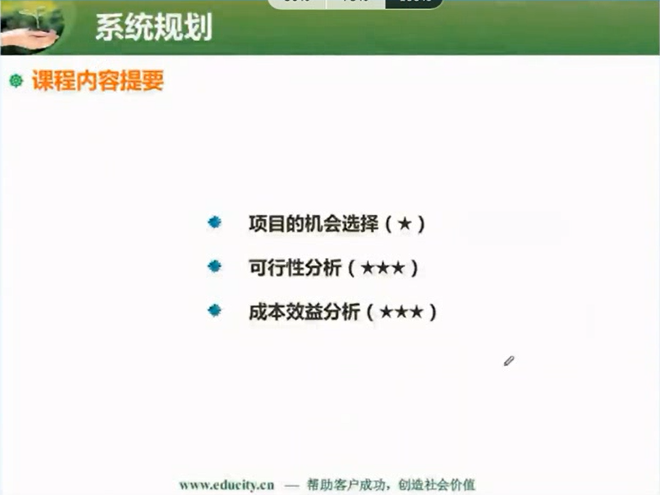 系统规划
课程内容提要
项目的机会选择（★）
可行性分析（★★★）
成本效益分析（★★★）
www.educity.cn — 帮助客户成功，创造社会价值